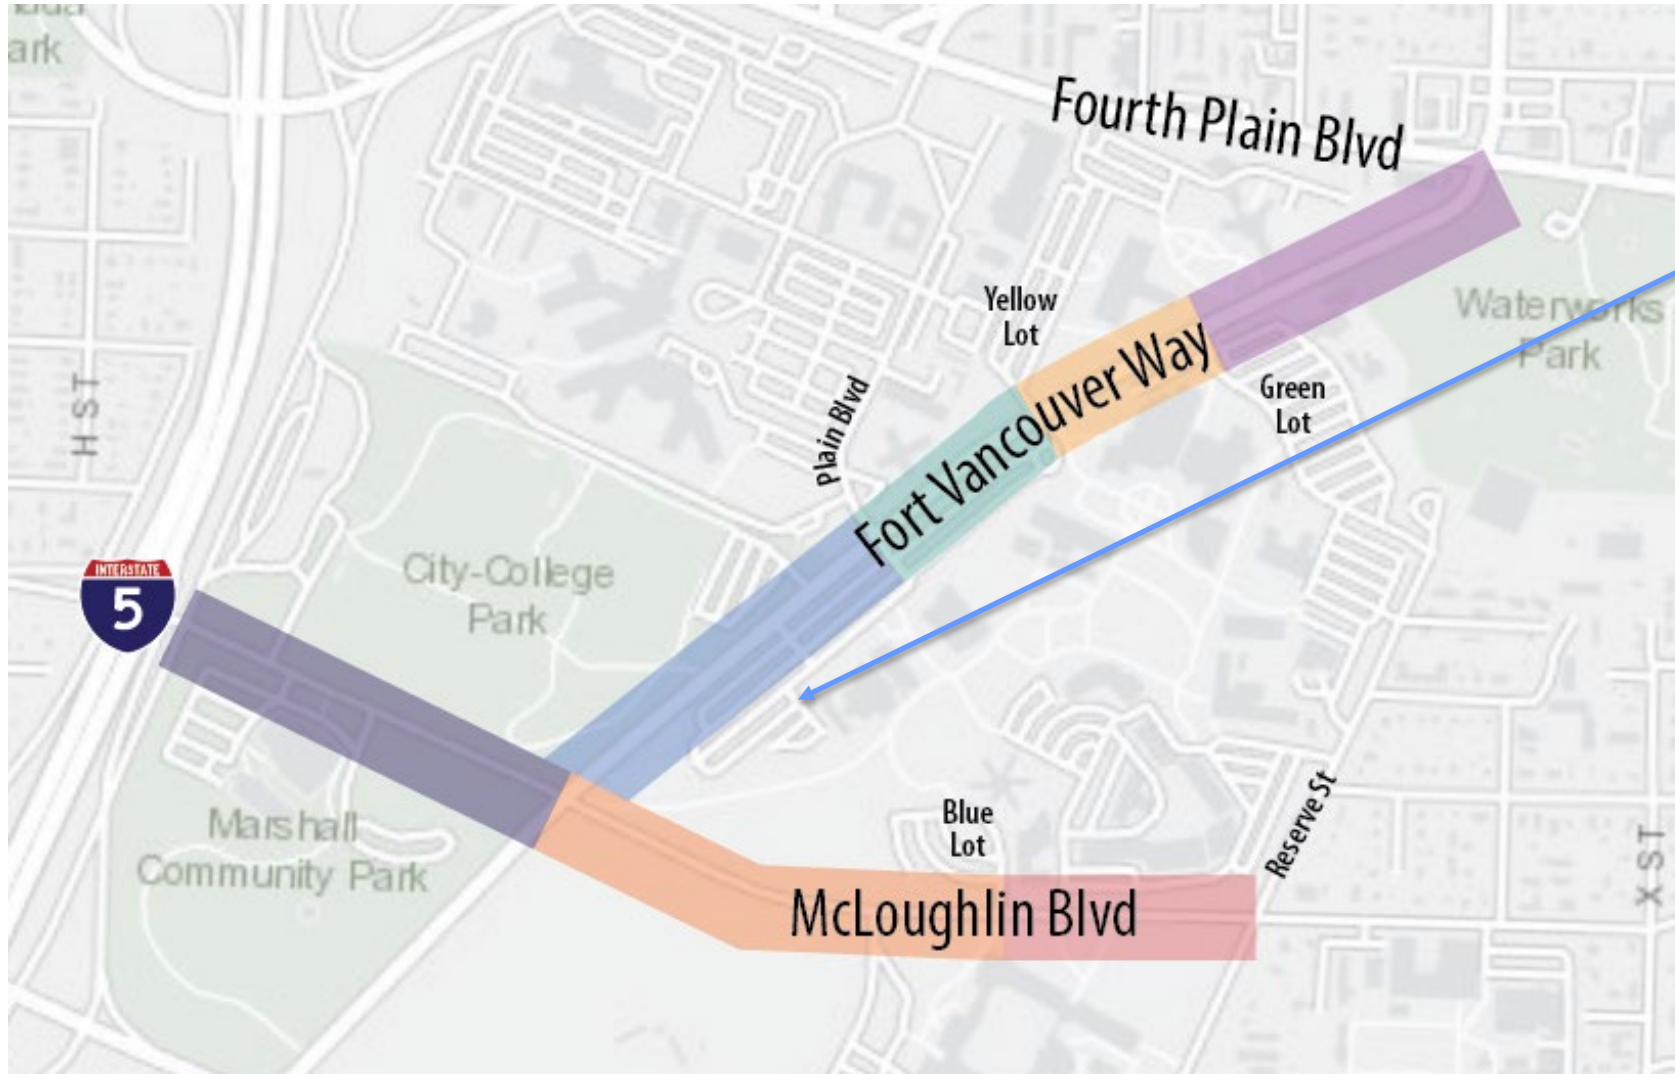 ark
Fourth Plain Blvd
Yellow
Lot
Waterworks
Park
Fort Vancouver Way
Green
Lot
Plain Blvd
H ST
City-College
Park
INTERSTATE
5
Marshall
Community Park
Blue
Lot
Reserve St
X ST
McLoughlin Blvd